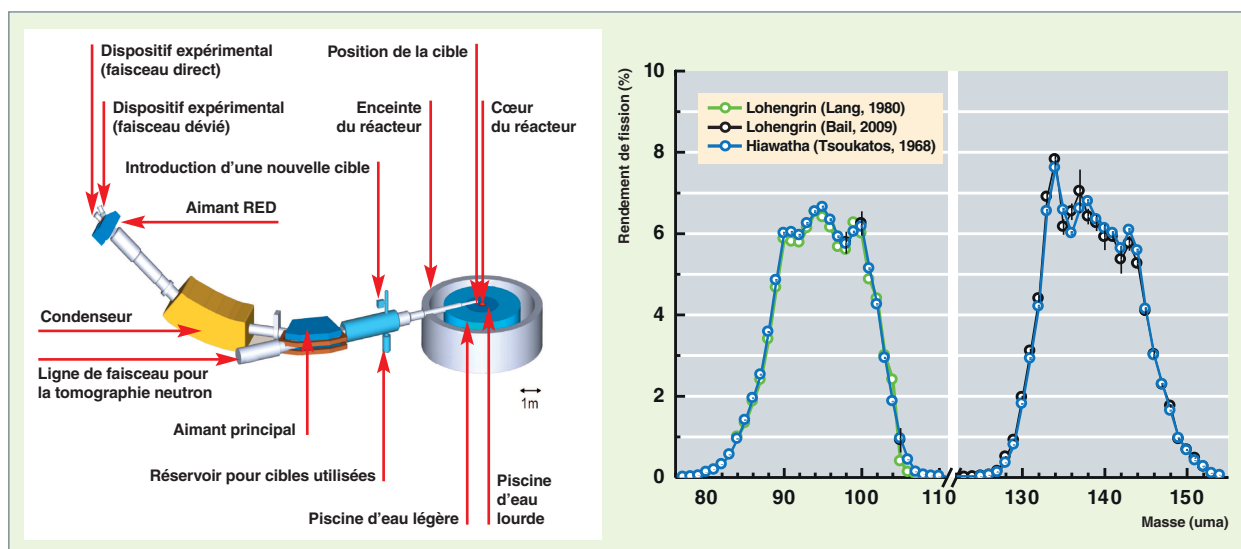 Dispositif expérimental
(faisceau direct)
Dispositif expérimental
(faisceau dévié)
Position de la cible
Enceinte
du réacteur
Cœur
du réacteur
Introduction d'une nouvelle cible
Aimant RED
Condenseur
Ligne de faisceau pour
la tomographie neutron
Aimant principal
Réservoir pour cibles utilisées
Piscine d'eau légère
Piscine
d'eau
lourde
1m
Rendement de fission (%)
10
8
6
4
2
0
Lohengrin (Lang, 1980)
Lohengrin (Bail, 2009)
Hiawatha (Tsoukatos, 1968)
80 90 100 110 130 140 150
Masse (uma)